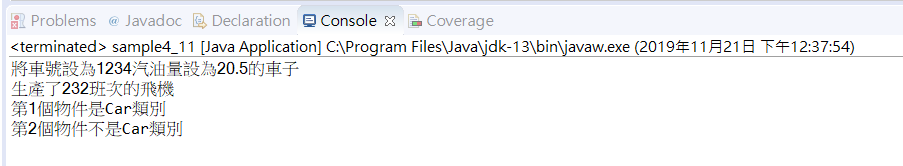 Problems @ Javadoc Declaration Console Coverage
<terminated> sample4_11 [Java Application] C:\Program Files\Java\jdk-13\bin\javaw.exe (2019年11月21日 下午12:37:54)
將車號設為1234汽油量設為20.5的車子
生產了232班次的飛機
第1個物件是Car類別
第2個物件不是Car類別